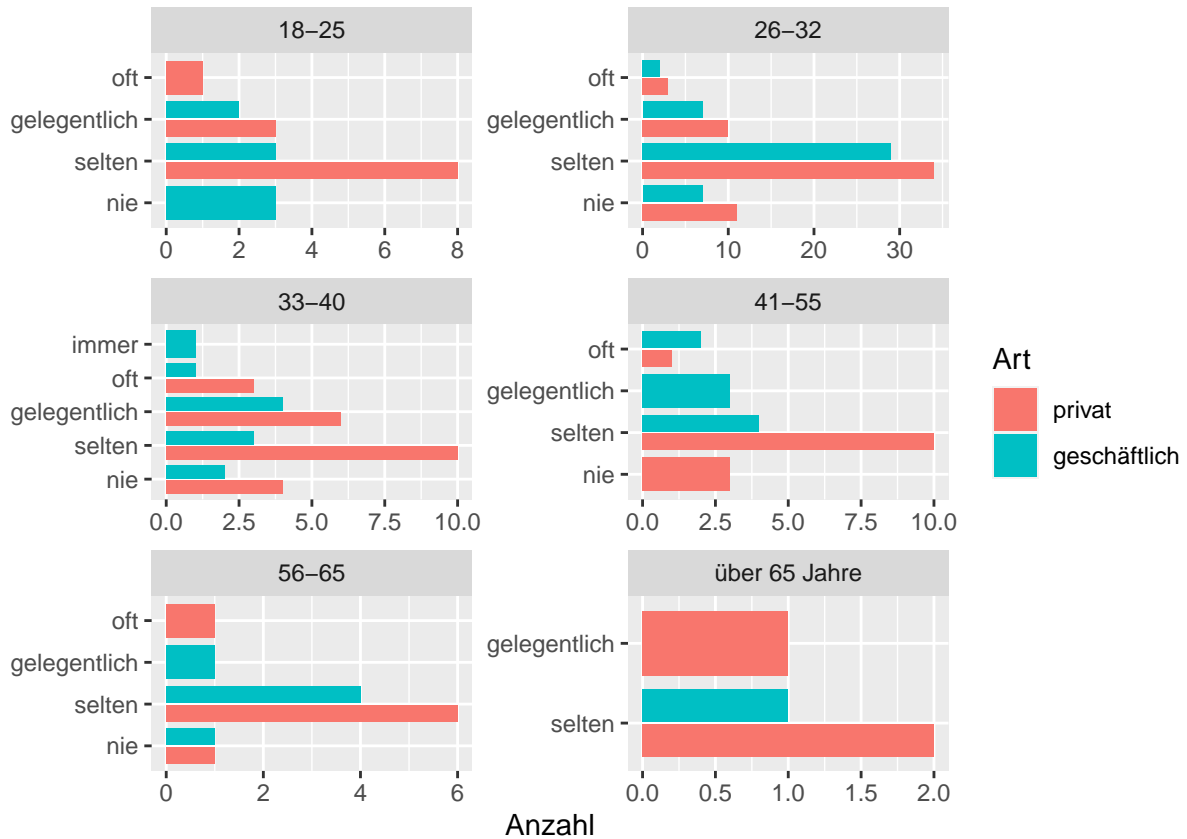 18−25
oft
gelegentlich
selten
nie
0 2 4 6 8
26−32
oft
gelegentlich
selten
nie
0 10 20 30
33−40
immer
oft
gelegentlich
selten
nie
0.0 2.5 5.0 7.5 10.0
41−55
oft
gelegentlich
selten
nie
0.0 2.5 5.0 7.5 10.0
56−65
oft
gelegentlich
selten
nie
0 2 4 6
über 65 Jahre
gelegentlich
selten
0.0 0.5 1.0 1.5 2.0
Anzahl
Art
privat
geschäftlich